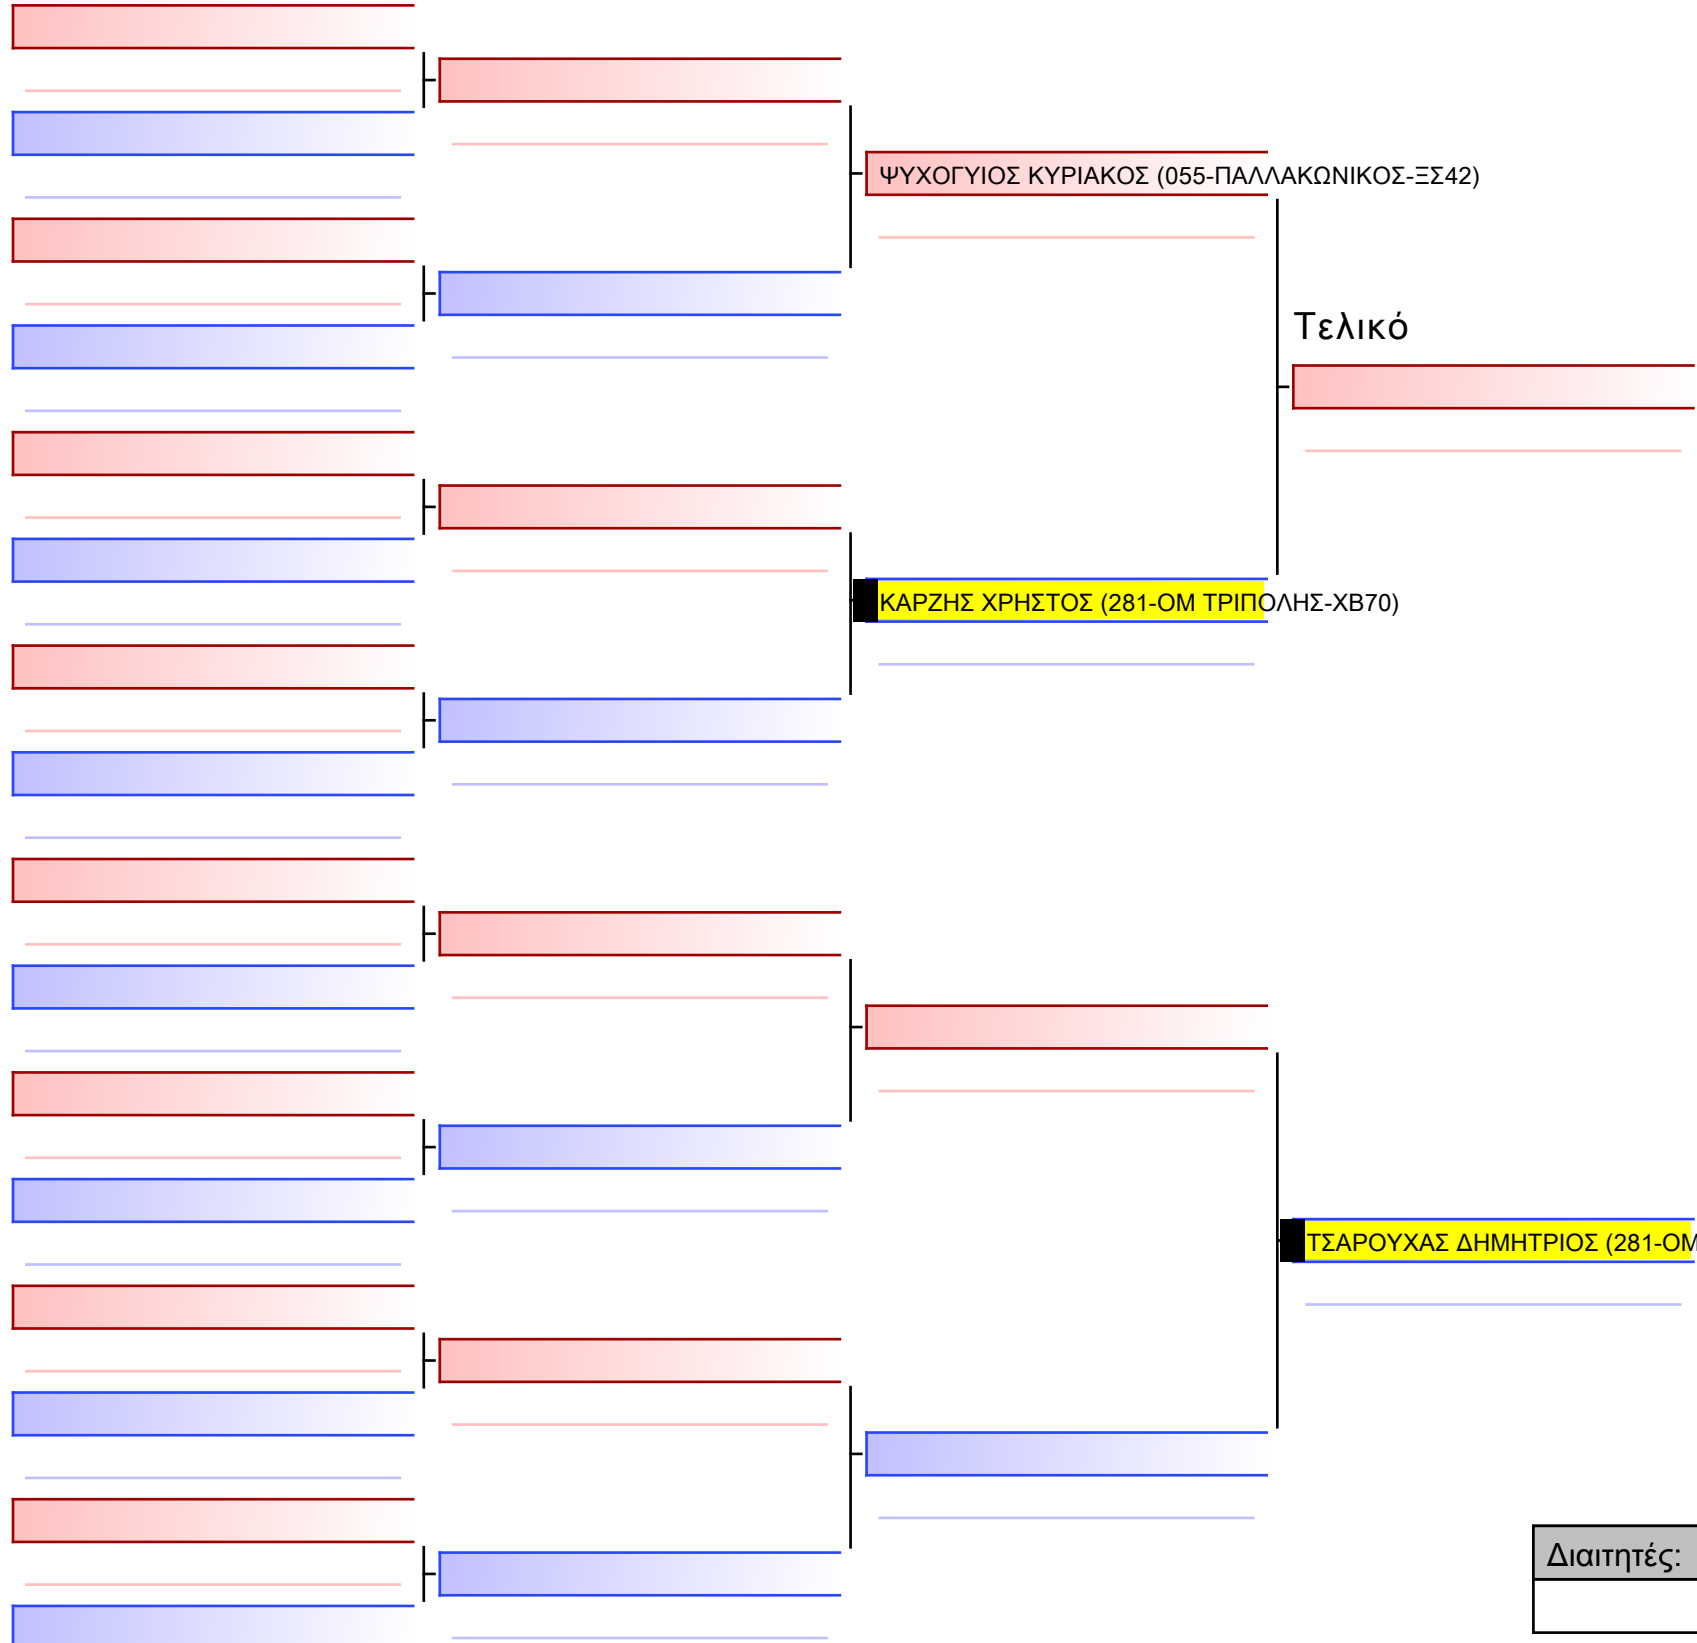 ΨΥΧΟΓΥΙΟΣ ΚΥΡΙΑΚΟΣ (055-ΠΑΛΛΑΚΩΝΙΚΟΣ-ΞΣ42)
Τελικό
ΚΑΡΖΗΣ ΧΡΗΣΤΟΣ (281-ΟΜ ΤΡΙΠΟΛΗΣ-ΧΒ70)
ΤΣΑΡΟΥΧΑΣ ΔΗΜΗΤΡΙΟΣ (281-ΟΜ
Διαιτητές: